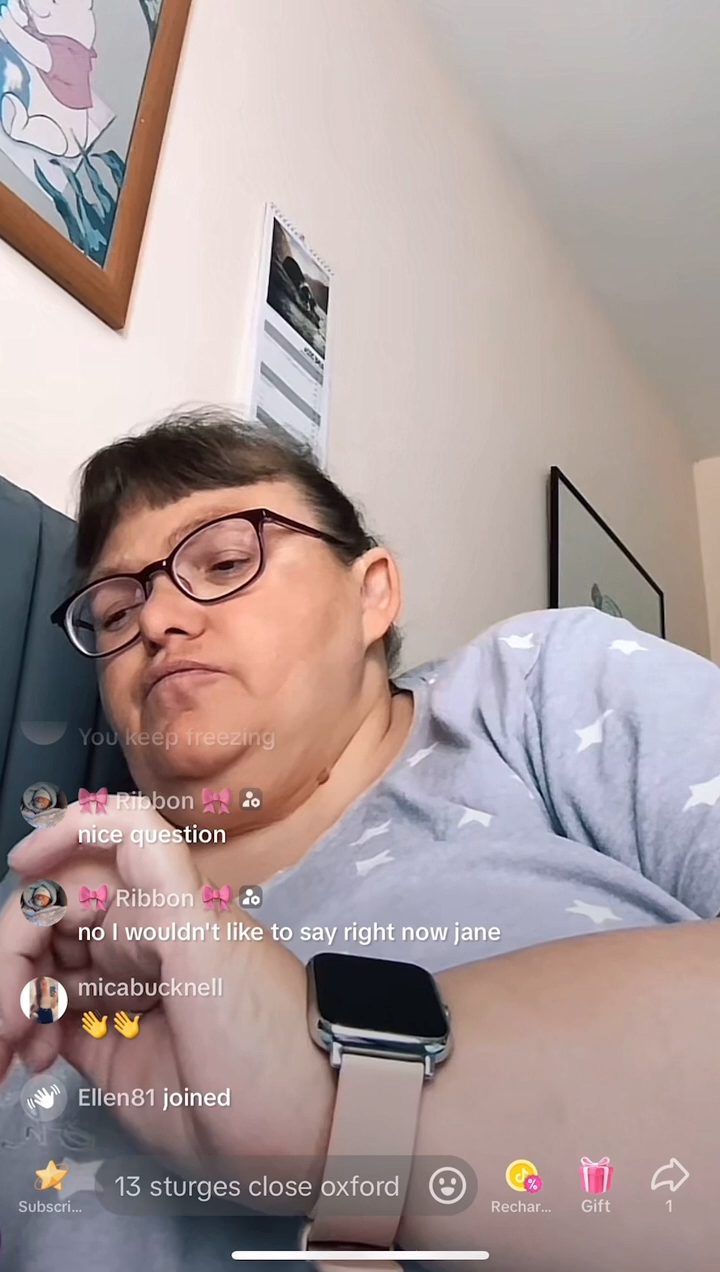 You keep freezing
🎀 Ribbon 🎀
nice question
🎀 Ribbon 🎀
no I wouldn't like to say right now jane
micabucknell
👋👋
Ellen81 joined
13 sturges close oxford
Subscri...
Rechar...
Gift
1